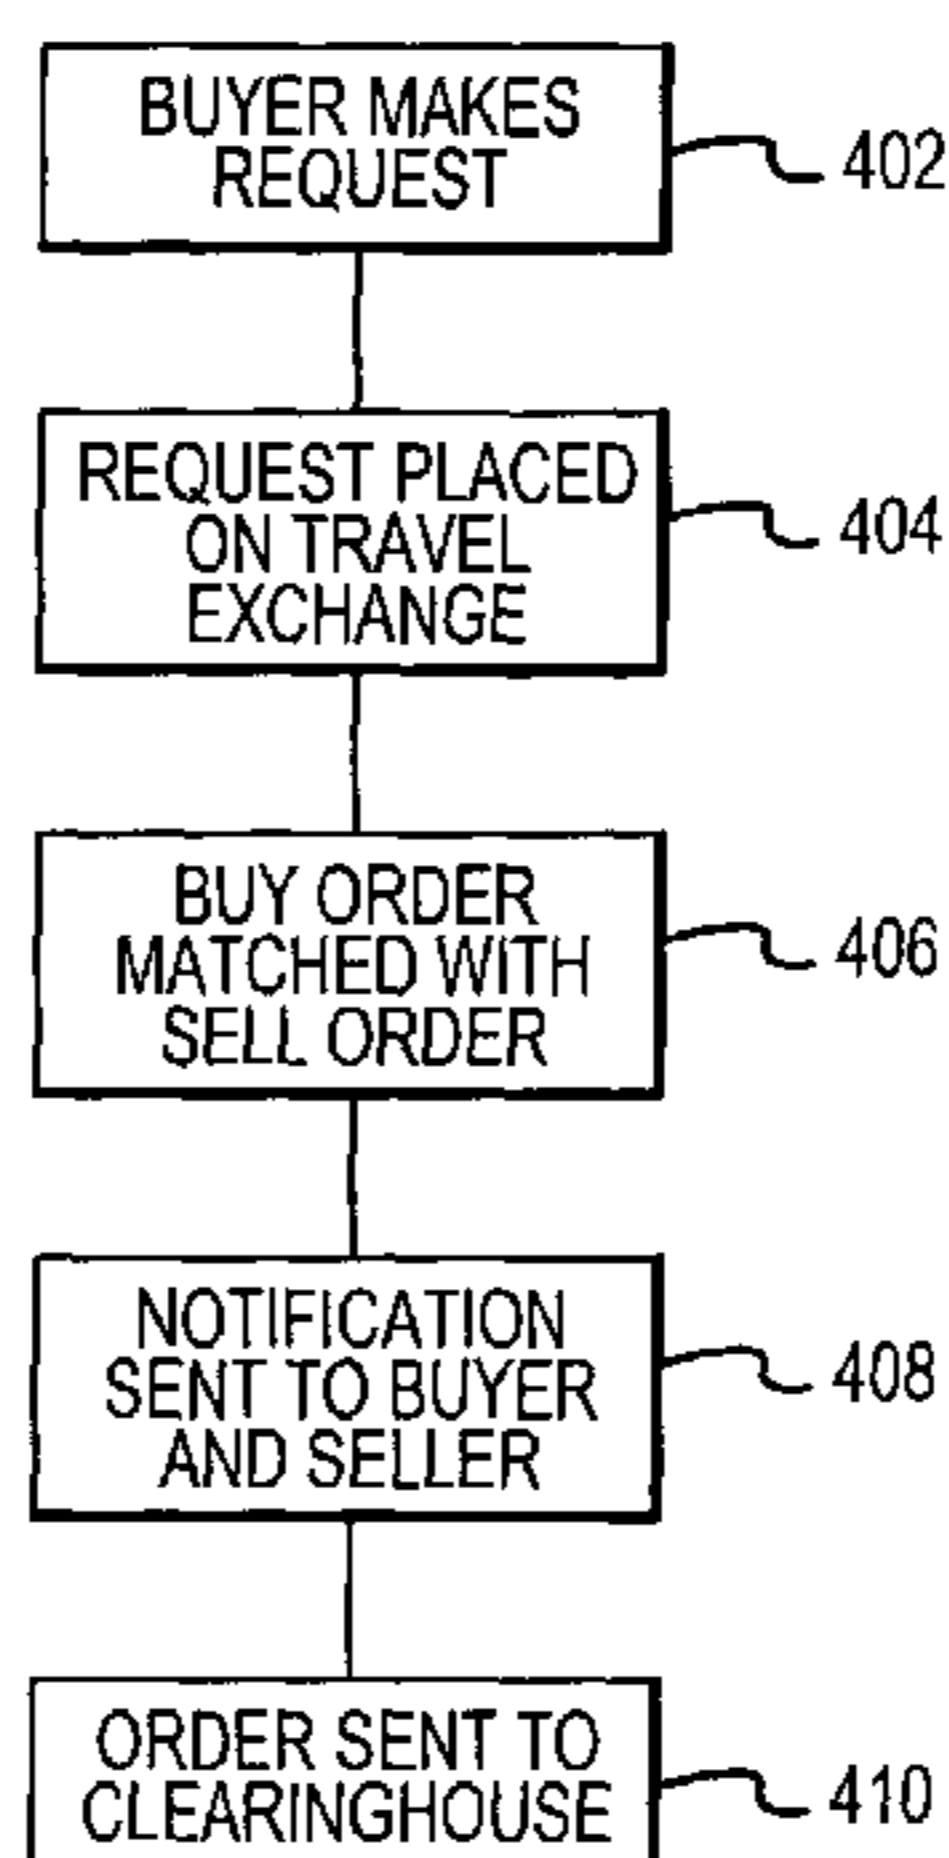 BUYER MAKES
REQUEST
402
REQUEST PLACED
ON TRAVEL
EXCHANGE
404
BUY ORDER
MATCHED WITH
SELL ORDER
406
NOTIFICATION
SENT TO BUYER
AND SELLER
408
ORDER SENT TO
CLEARINGHOUSE
410